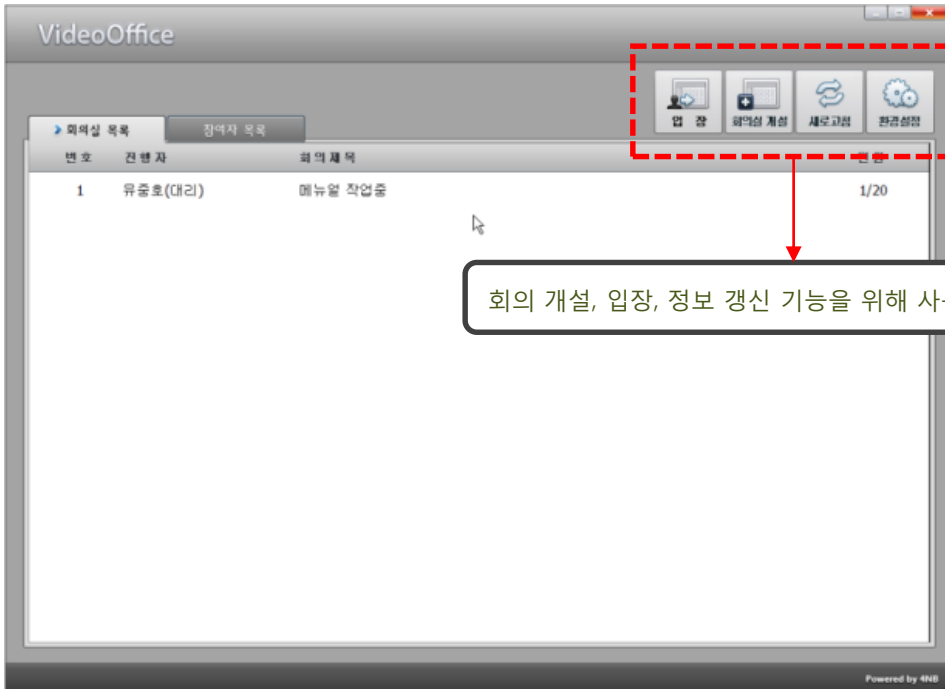 VideoOffice
입 장
회의실 개설
새로고침
환경설정
회의실 목록
참여자 목록
번호 진행자 회의제목 인원
1 유중호(대리) 메뉴얼 작업중 1/20
회의 개설, 입장, 정보 갱신 기능을 위해 사
Powered by 4NB